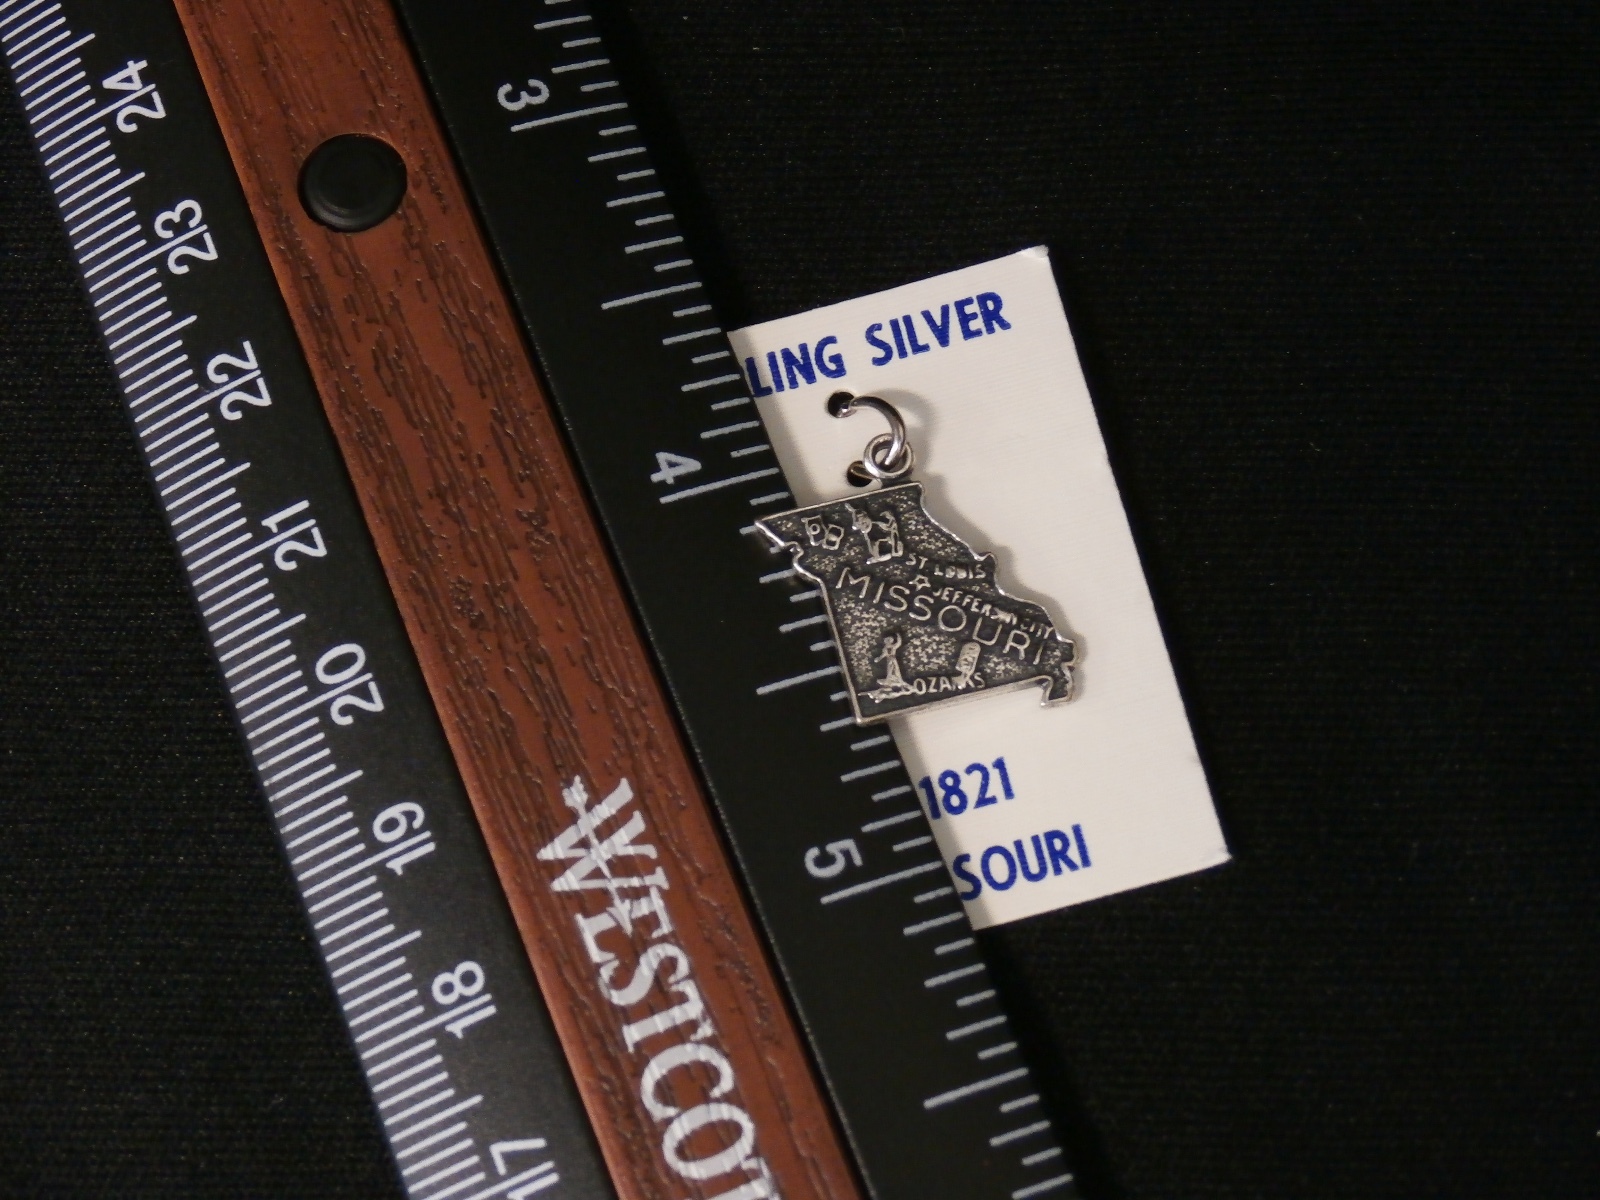 24
23
22
21
20
19
18
17
3
4
5
WESTCOT
LING SILVER
ST LOUIS
JEFFERSON CITY
MISSOURI
OZARKS
1821
SOURI